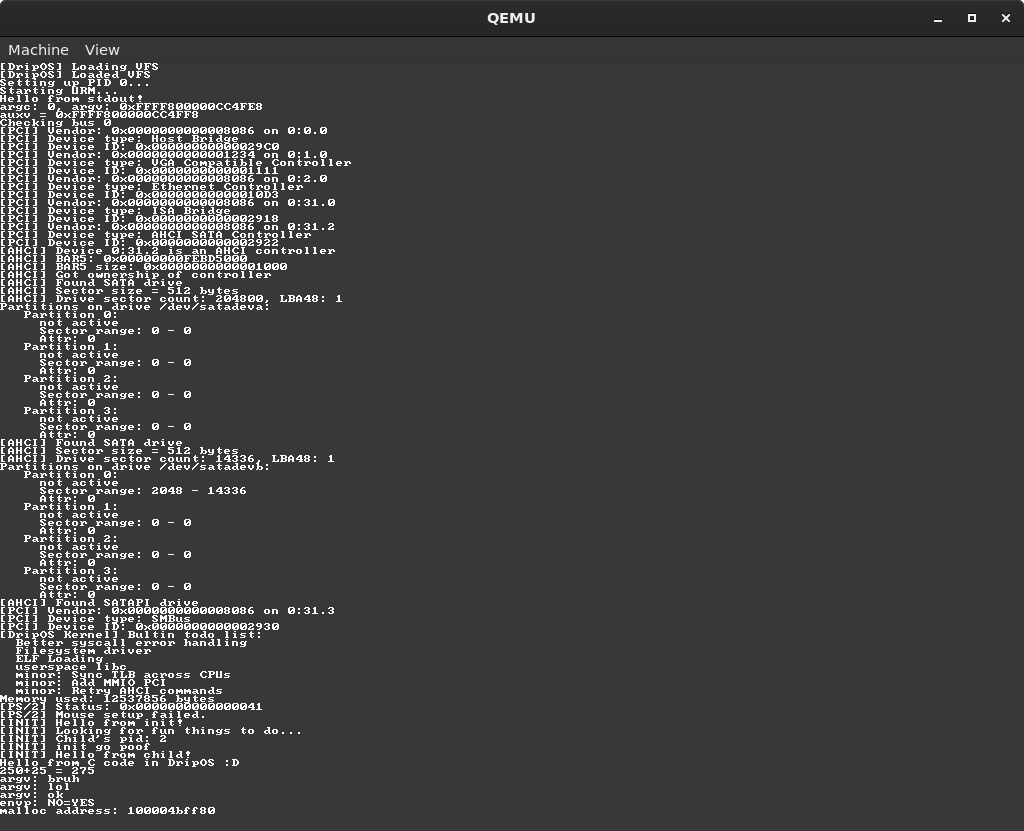 QEMU
Machine View
[DripOS] Loading VFS
[DripOS] Loaded VFS
Setting up PID 0...
Starting URM...
Hello from stdout!
argc: 0, argv: 0xFFFF800000CC4FE8
auxv = 0xFFFF800000CC4FF8
Checking bus 0
[PCI] Vendor: 0x0000000000008086 on 0:0.0
[PCI] Device type: Host Bridge
[PCI] Device ID: 0x00000000000029C0
[PCI] Vendor: 0x0000000000001234 on 0:1.0
[PCI] Device type: VGA Compatible Controller
[PCI] Device ID: 0x0000000000001111
[PCI] Vendor: 0x0000000000008086 on 0:2.0
[PCI] Device type: Ethernet Controller
[PCI] Device ID: 0x00000000000010D3
[PCI] Vendor: 0x0000000000008086 on 0:31.0
[PCI] Device type: ISA Bridge
[PCI] Device ID: 0x0000000000002918
[PCI] Vendor: 0x0000000000008086 on 0:31.2
[PCI] Device type: AHCI SATA Controller
[PCI] Device ID: 0x0000000000002922
[AHCI] Device 0:31.2 is an AHCI controller
[AHCI] BAR5: 0x00000000FEBD5000
[AHCI] BAR5 size: 0x0000000000001000
[AHCI] Got ownership of controller
[AHCI] Found SATA drive
[AHCI] Sector size = 512 bytes
[AHCI] Drive sector count: 204800, LBA48: 1
Partitions on drive /dev/satadeva:
Partition 0:
not active
Sector range: 0 - 0
Attr: 0
Partition 1:
not active
Sector range: 0 - 0
Attr: 0
Partition 2:
not active
Sector range: 0 - 0
Attr: 0
Partition 3:
not active
Sector range: 0 - 0
Attr: 0
[AHCI] Found SATA drive
[AHCI] Sector size = 512 bytes
[AHCI] Drive sector count: 14336, LBA48: 1
Partitions on drive /dev/satadevb:
Partition 0:
not active
Sector range: 2048 - 14336
Attr: 0
Partition 1:
not active
Sector range: 0 - 0
Attr: 0
Partition 2:
not active
Sector range: 0 - 0
Attr: 0
Partition 3:
not active
Sector range: 0 - 0
Attr: 0
[AHCI] Found SATAPI drive
[PCI] Vendor: 0x0000000000008086 on 0:31.3
[PCI] Device type: SMBus
[PCI] Device ID: 0x0000000000002930
[DripOS Kernel] Bultin todo list:
Better syscall error handling
Filesystem driver
ELF Loading
userspace libc
minor: Sync TLB across CPUs
minor: Add MMIO PCI
minor: Retry AHCI commands
Memory used: 12537856 bytes
[PS/2] Status: 0x0000000000000041
[PS/2] Mouse setup failed.
[INIT] Hello from init!
[INIT] Looking for fun things to do...
[INIT] Child's pid: 2
[INIT] init go poof
[INIT] Hello from child!
Hello from C code in DripOS :D
250+25 = 275
argv: bruh
argv: lol
argv: ok
envp: NO=YES
malloc address: 100004bff80